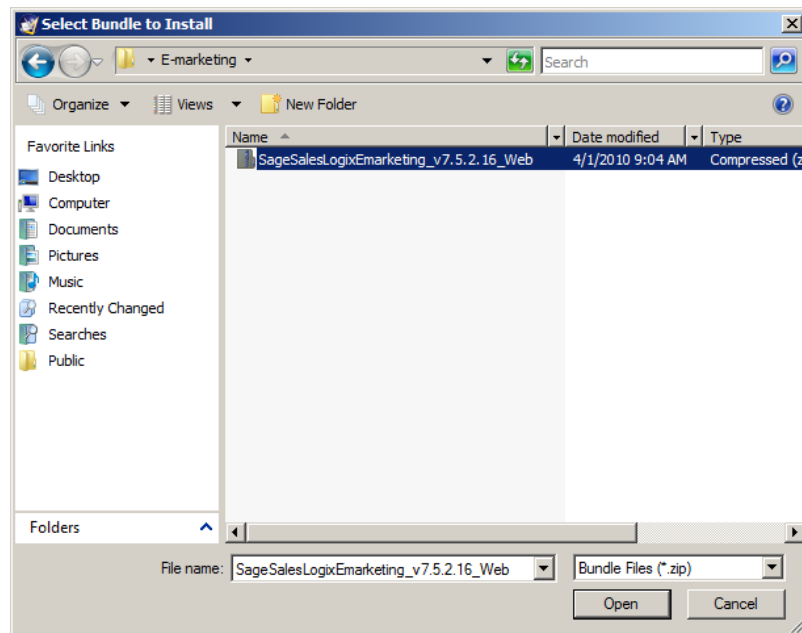 Select Bundle to Install
E-marketing
Search
Organize Views New Folder
Favorite Links
Desktop
Computer
Documents
Pictures
Music
Recently Changed
Searches
Public
Folders
Name Date modified Type
SageSalesLogixEmarketing_v7.5.2.16_Web 4/1/2010 9:04 AM Compressed (z
File name: SageSalesLogixEmarketing_v7.5.2.16_Web Bundle Files (*.zip)
Open Cancel